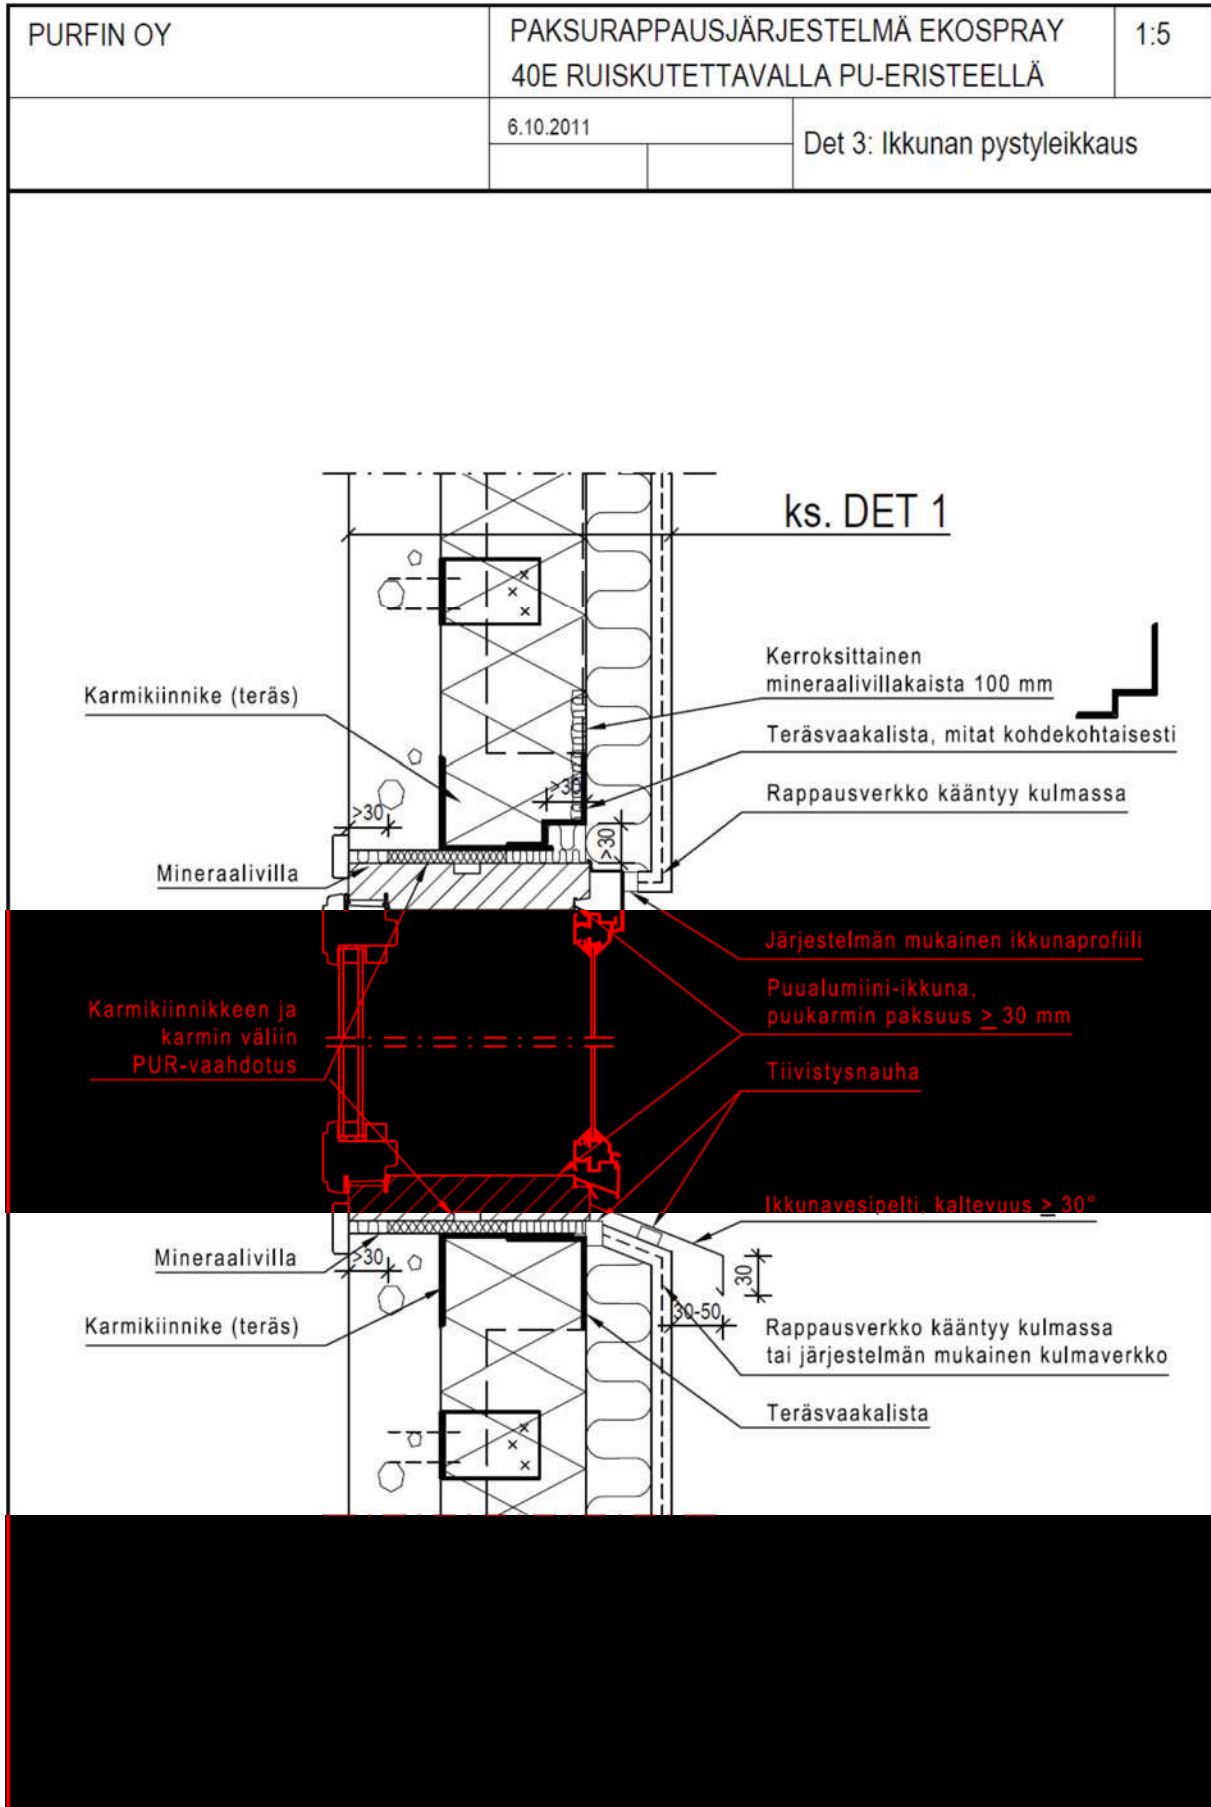 PURFIN OY
PAKSURAPPAUSJÄRJESTELMÄ EKOSPRAY
40E RUISKUTETTAVALLA PU-ERISTEELLÄ
1:5
6.10.2011
Det 3: Ikkunan pystyleikkaus
ks. DET 1
Kerroksittainen
mineraalivillakaista 100 mm
Karmikiinnike (teräs)
Teräsvaakalista, mitat kohdekohtaisesti
>30
Rappausverkko kääntyy kulmassa
>30
>30
Mineraalivilla
Järjestelmän mukainen ikkunaprofiili
Puualumiini-ikkuna,
puukarmin paksuus ≥ 30 mm
Karmikiinnikkeen ja
karmin väliin
PUR-vaahdotus
Tiivistysnauha
Ikkunavesipelti, kaltevuus ≥ 30°
Mineraalivilla
>30
30
30-50
Karmikiinnike (teräs)
Rappausverkko kääntyy kulmassa
tai järjestelmän mukainen kulmaverkko
Teräsvaakalista